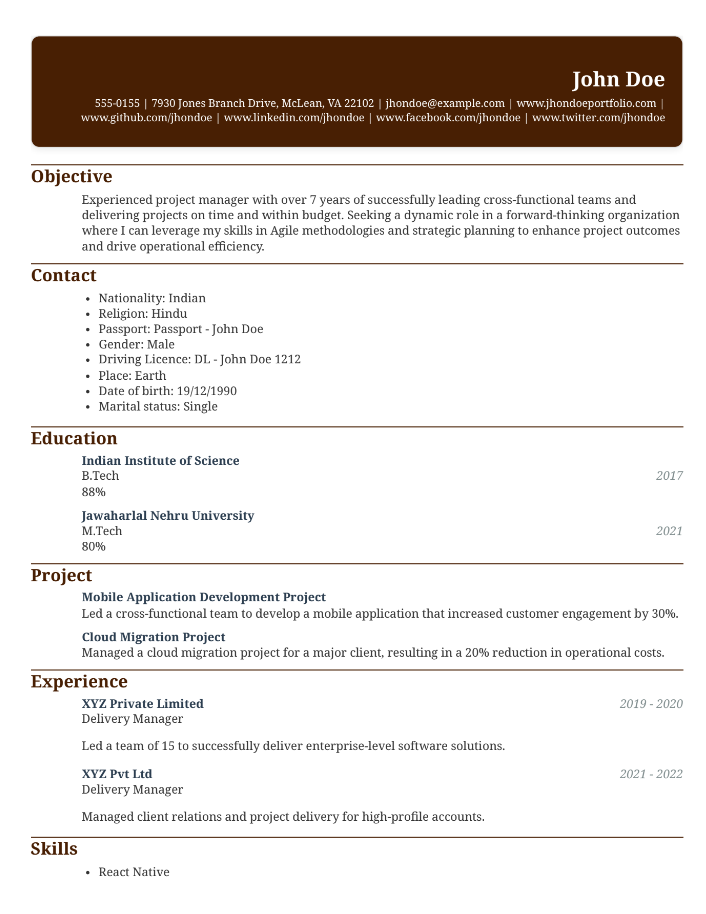 John Doe
555-0155 | 7930 Jones Branch Drive, McLean, VA 22102 | jhondoe@example.com | www.jhondoeportfolio.com |
www.github.com/jhondoe | www.linkedin.com/jhondoe | www.facebook.com/jhondoe | www.twitter.com/jhondoe
Objective
Experienced project manager with over 7 years of successfully leading cross-functional teams and
delivering projects on time and within budget. Seeking a dynamic role in a forward-thinking organization
where I can leverage my skills in Agile methodologies and strategic planning to enhance project outcomes
and drive operational efficiency.
Contact
• Nationality: Indian
• Religion: Hindu
• Passport: Passport - John Doe
• Gender: Male
• Driving Licence: DL - John Doe 1212
• Place: Earth
• Date of birth: 19/12/1990
• Marital status: Single
Education
Indian Institute of Science
B.Tech 2017
88%
Jawaharlal Nehru University
M.Tech 2021
80%
Project
Mobile Application Development Project
Led a cross-functional team to develop a mobile application that increased customer engagement by 30%.
Cloud Migration Project
Managed a cloud migration project for a major client, resulting in a 20% reduction in operational costs.
Experience
XYZ Private Limited 2019 - 2020
Delivery Manager
Led a team of 15 to successfully deliver enterprise-level software solutions.
XYZ Pvt Ltd 2021 - 2022
Delivery Manager
Managed client relations and project delivery for high-profile accounts.
Skills
• React Native